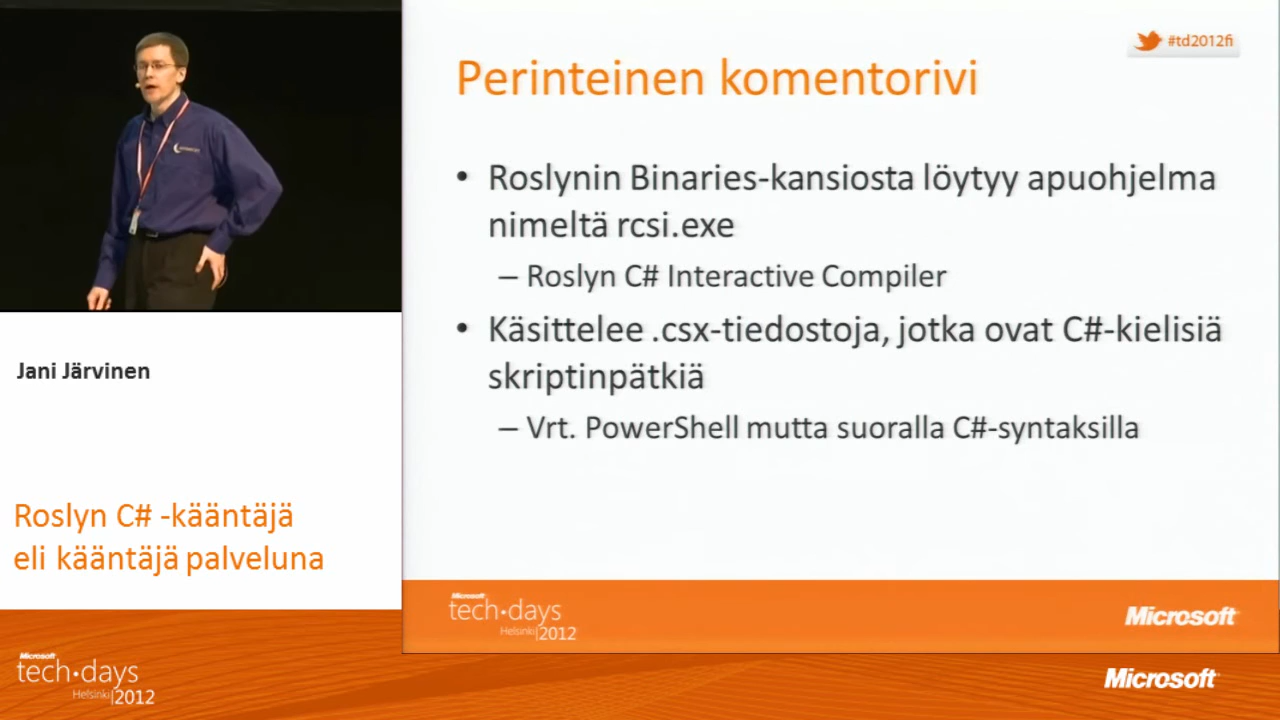 #td2012fi
Perinteinen komentorivi
• Roslynin Binaries-kansiosta löytyy apuohjelma
nimeltä rcsi.exe
– Roslyn C# Interactive Compiler
• Käsittelee .csx-tiedostoja, jotka ovat C#-kielisiä
skriptinpätkiä
– Vrt. PowerShell mutta suoralla C#-syntaksilla
Jani Järvinen
Roslyn C# -kääntäjä
eli kääntäjä palveluna
Microsoft
tech·days
Helsinki|2012
Microsoft
Microsoft
tech·days
Helsinki|2012
Microsoft